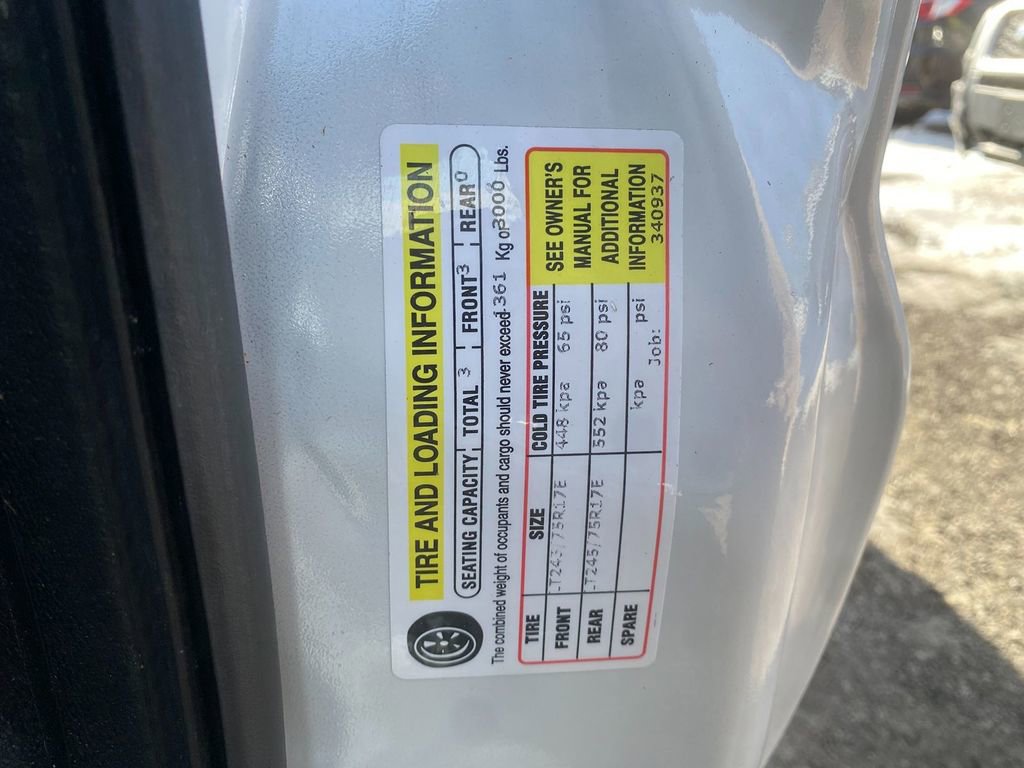 TIRE AND LOADING INFORMATION
SEATING CAPACITY TOTAL 3 FRONT 3 REAR 0
The combined weight of occupants and cargo should never exceed 1361 Kg or 3000 Lbs.
TIRE SIZE COLD TIRE PRESSURE SEE OWNER'S MANUAL FOR ADDITIONAL INFORMATION
FRONT LT245/75R17E 448 kpa 65 psi
REAR LT245/75R17E 552 kpa 80 psi
SPARE kpa psi
Job: 340937